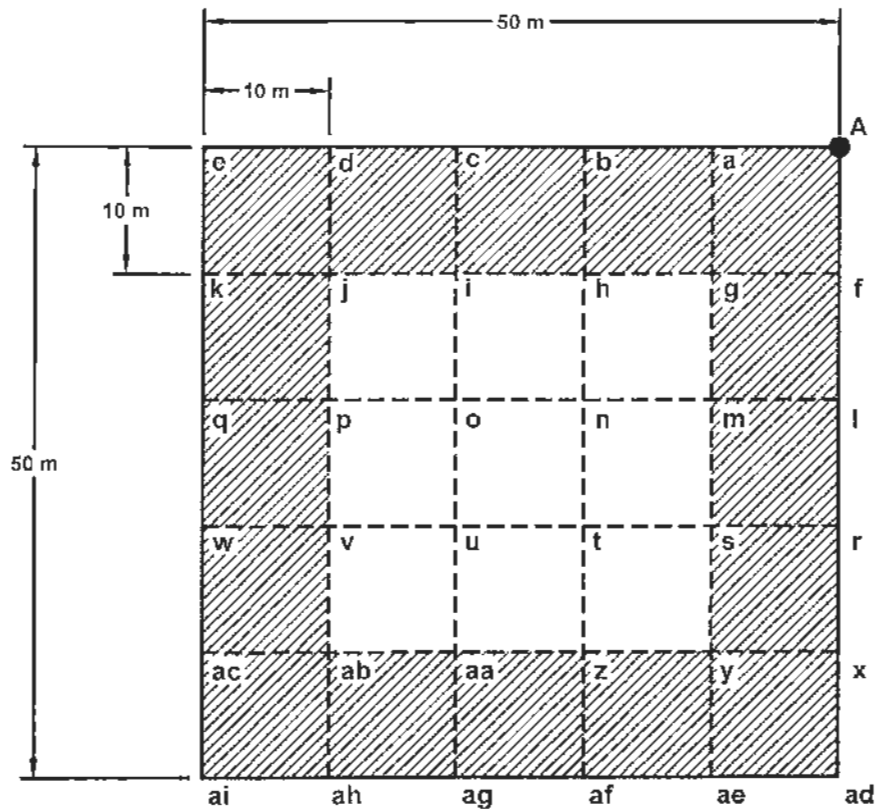 50 m
10 m
A
e d c b a
10 m
k j i h g f
q p o n m l
50 m
w v u t s r
ac ab aa z y x
ai ah ag af ae ad